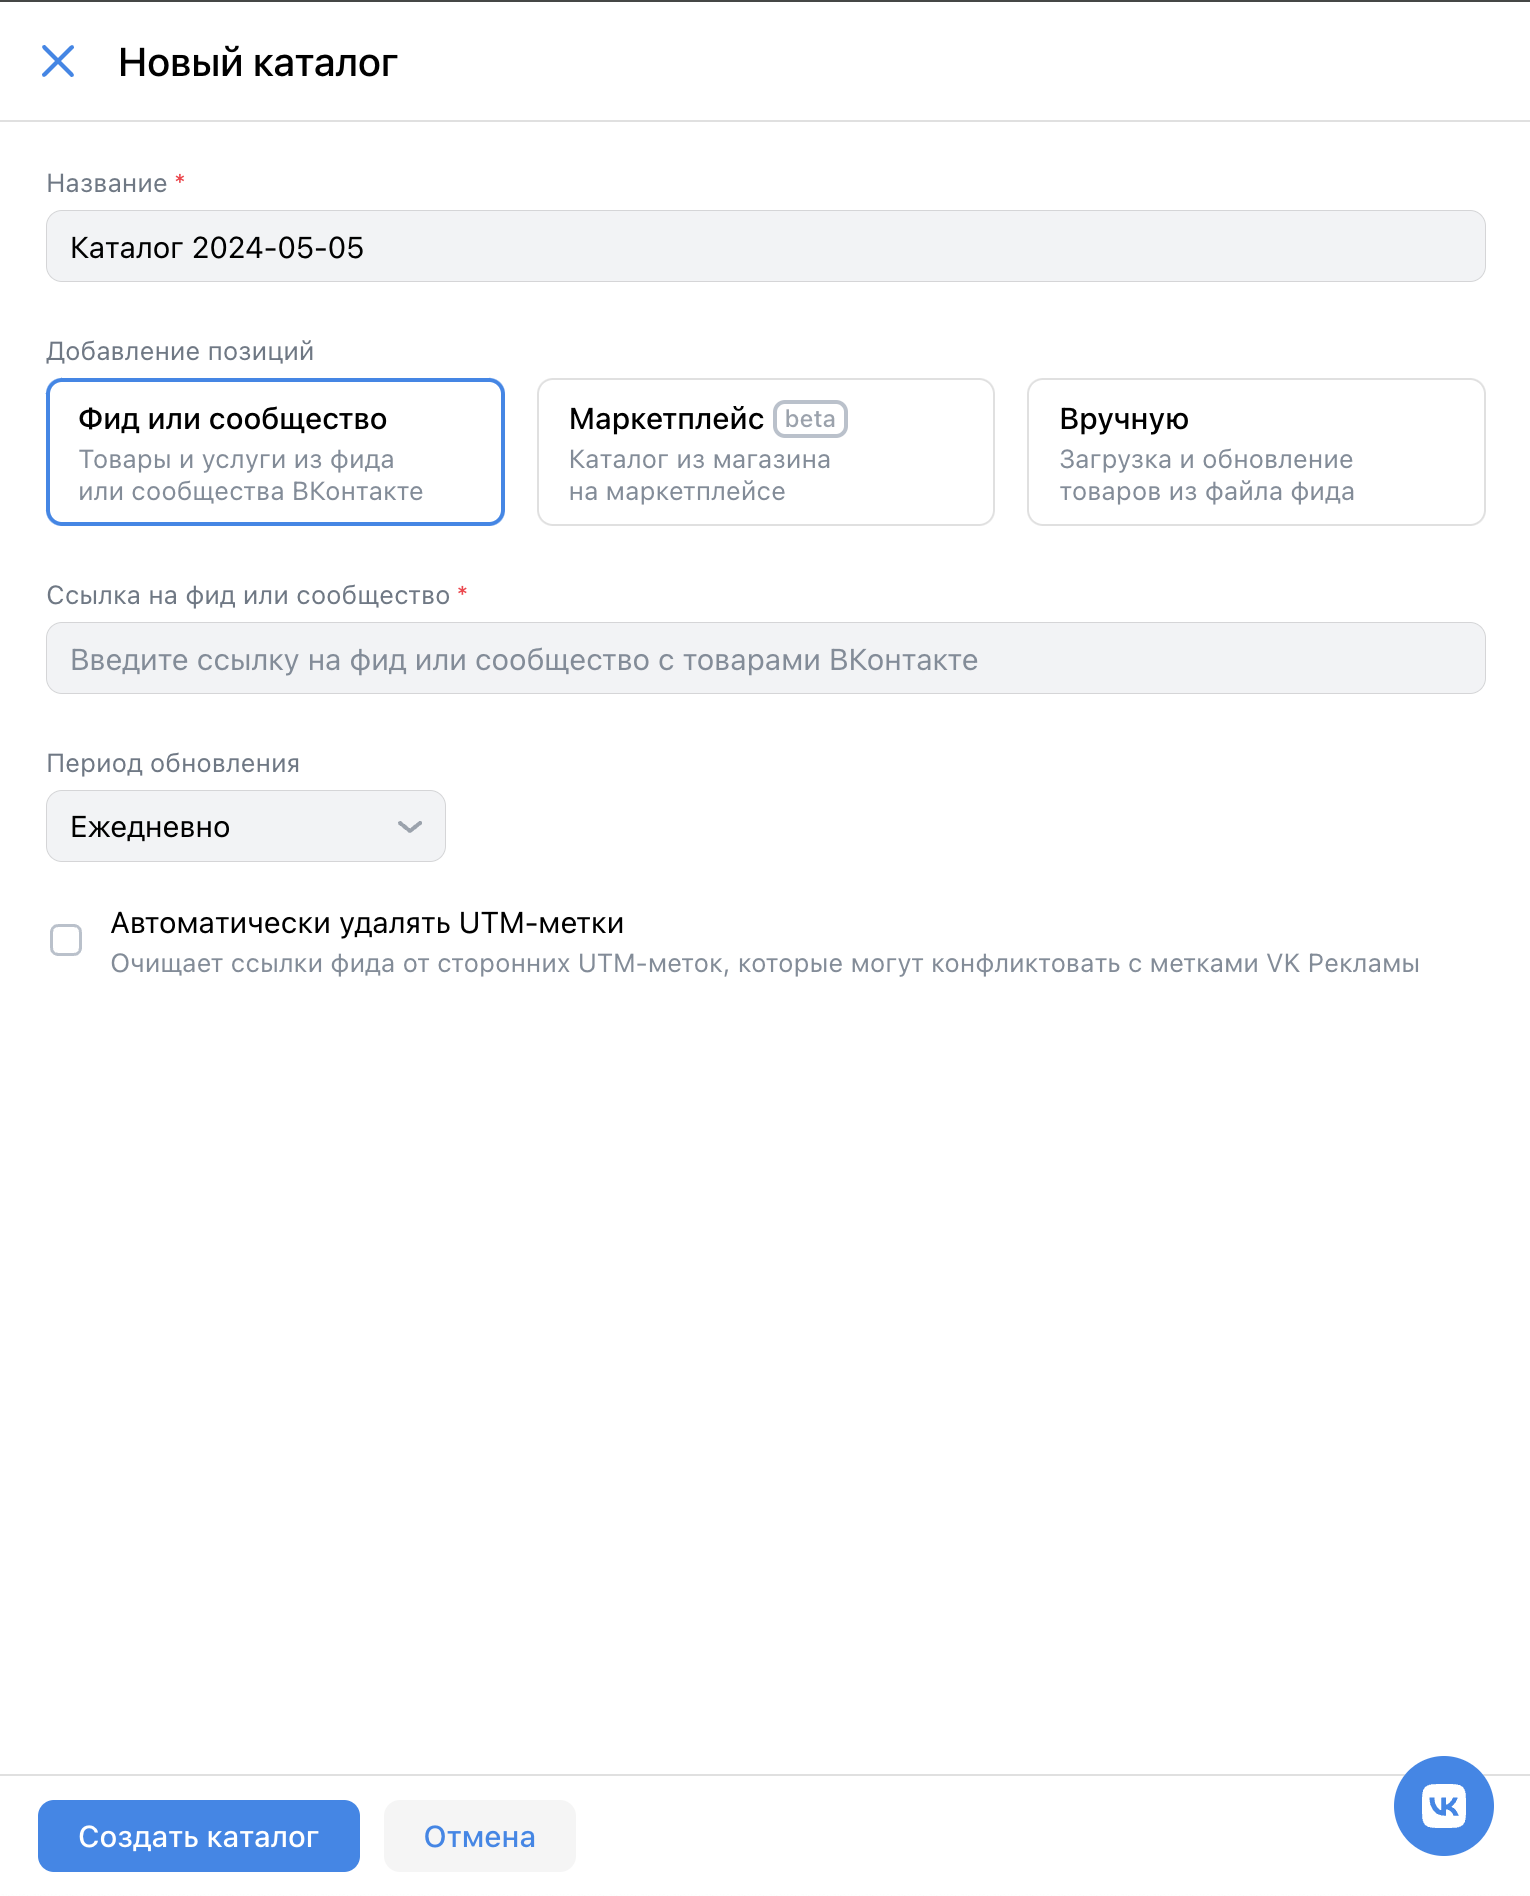 Новый каталог
Название *
Каталог 2024-05-05
Добавление позиций
Фид или сообщество
Товары и услуги из фида
или сообщества ВКонтакте
Маркетплейс beta
Каталог из магазина
на маркетплейсе
Вручную
Загрузка и обновление
товаров из файла фида
Ссылка на фид или сообщество *
Введите ссылку на фид или сообщество с товарами ВКонтакте
Период обновления
Ежедневно
Автоматически удалять UTM-метки
Очищает ссылки фида от сторонних UTM-меток, которые могут конфликтовать с метками VK Рекламы
Создать каталог
Отмена
VK